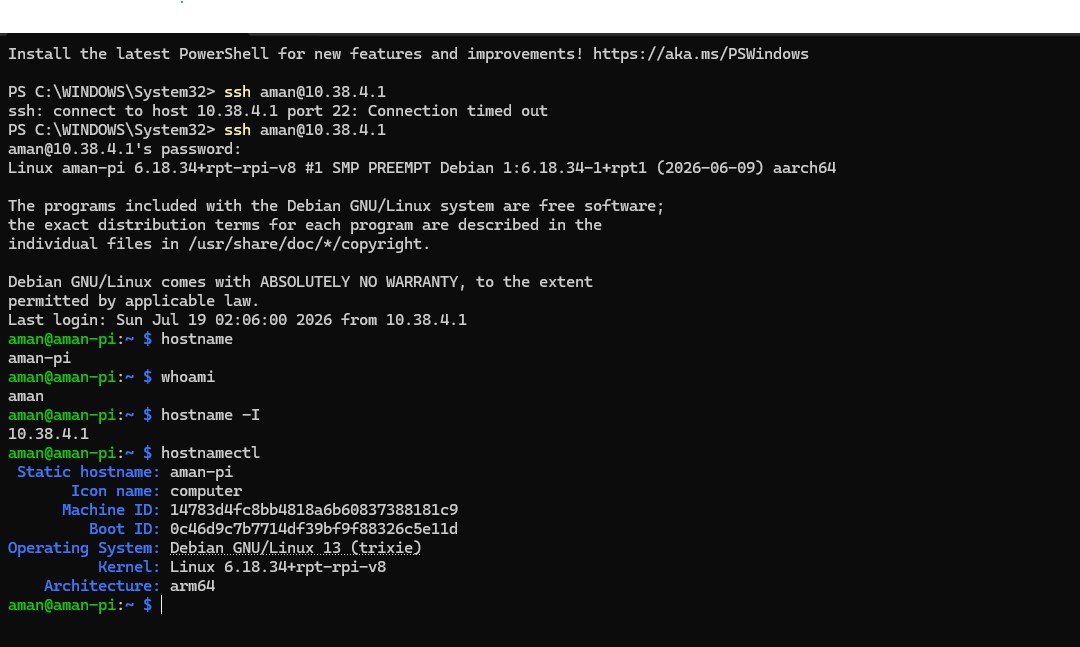 Install the latest PowerShell for new features and improvements! https://aka.ms/PSWindows
PS C:\WINDOWS\System32> ssh aman@10.38.4.1
ssh: connect to host 10.38.4.1 port 22: Connection timed out
PS C:\WINDOWS\System32> ssh aman@10.38.4.1
aman@10.38.4.1's password:
Linux aman-pi 6.18.34+rpt-rpi-v8 #1 SMP PREEMPT Debian 1:6.18.34-1+rpt1 (2026-06-09) aarch64
The programs included with the Debian GNU/Linux system are free software;
the exact distribution terms for each program are described in the
individual files in /usr/share/doc/*/copyright.
Debian GNU/Linux comes with ABSOLUTELY NO WARRANTY, to the extent
permitted by applicable law.
Last login: Sun Jul 19 02:06:00 2026 from 10.38.4.1
aman@aman-pi:~ $ hostname
aman-pi
aman@aman-pi:~ $ whoami
aman
aman@aman-pi:~ $ hostname -I
10.38.4.1
aman@aman-pi:~ $ hostnamectl
Static hostname: aman-pi
Icon name: computer
Machine ID: 14783d4fc8bb4818a6b60837388181c9
Boot ID: 0c46d9c7b7714df39bf9f88326c5e11d
Operating System: Debian GNU/Linux 13 (trixie)
Kernel: Linux 6.18.34+rpt-rpi-v8
Architecture: arm64
aman@aman-pi:~ $